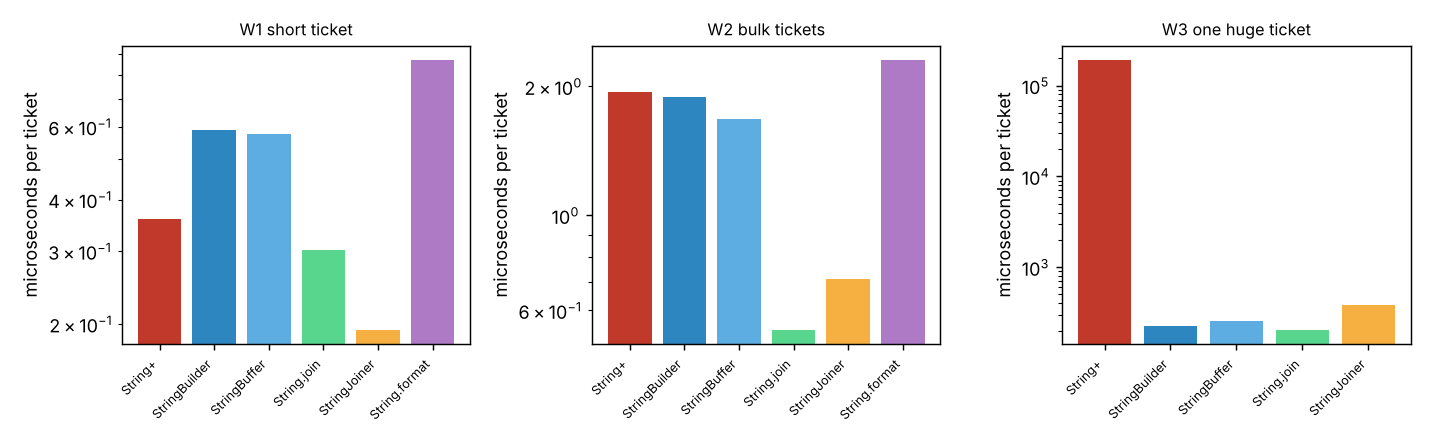 W1 short ticket
microseconds per ticket
6 × 10⁻¹
4 × 10⁻¹
3 × 10⁻¹
2 × 10⁻¹
String+
StringBuilder
StringBuffer
String.join
StringJoiner
String.format
W2 bulk tickets
microseconds per ticket
2 × 10⁰
10⁰
6 × 10⁻¹
String+
StringBuilder
StringBuffer
String.join
StringJoiner
String.format
W3 one huge ticket
microseconds per ticket
10⁵
10⁴
10³
String+
StringBuilder
StringBuffer
String.join
StringJoiner